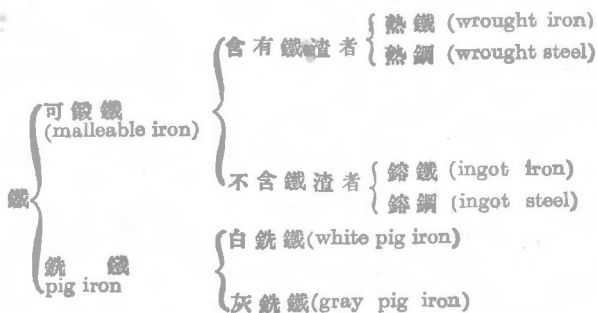 含有鐵渣者
熟鐵 (wrought iron)
熟鋼 (wrought steel)
可鍛鐵
(malleable iron)
不含鐵渣者
鎔鐵 (ingot iron)
鎔鋼 (ingot steel)
鐵
銑鐵
pig iron
白銑鐵(white pig iron)
灰銑鐵(gray pig iron)